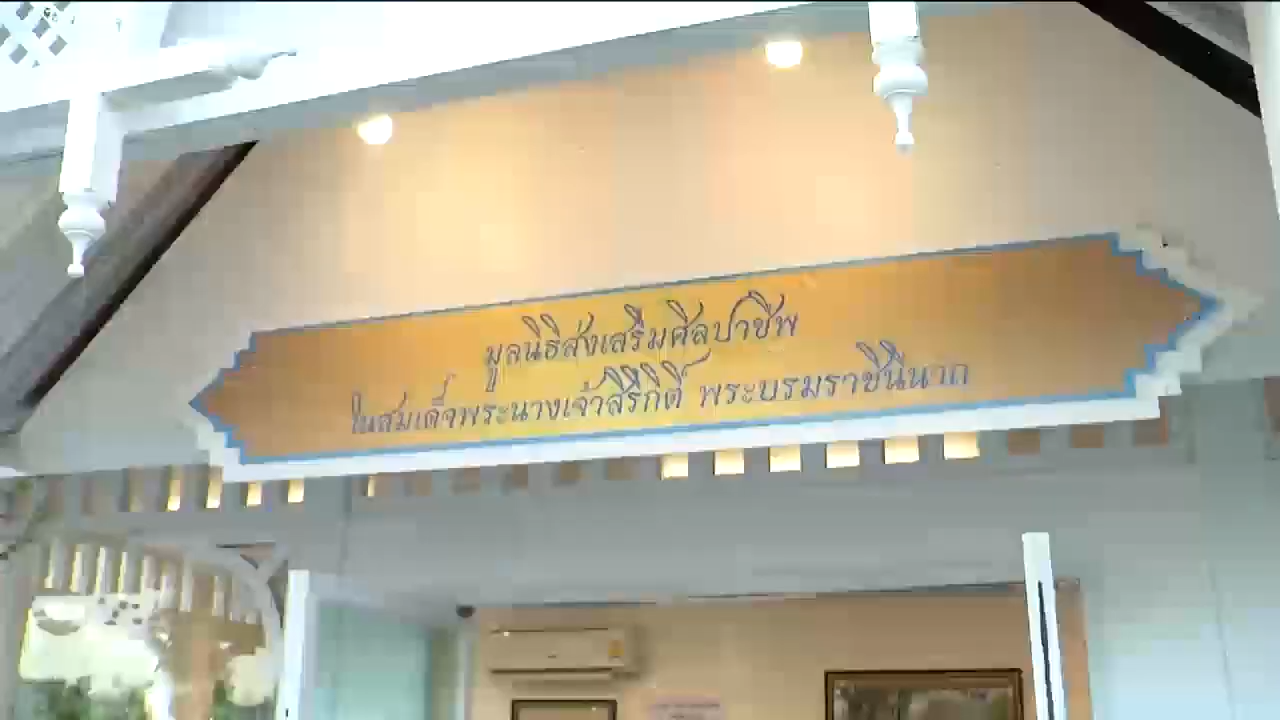 มูลนิธิส่งเสริมศิลปาชีพ
ในสมเด็จพระนางเจ้าสิริกิติ์ พระบรมราชินีนาถ